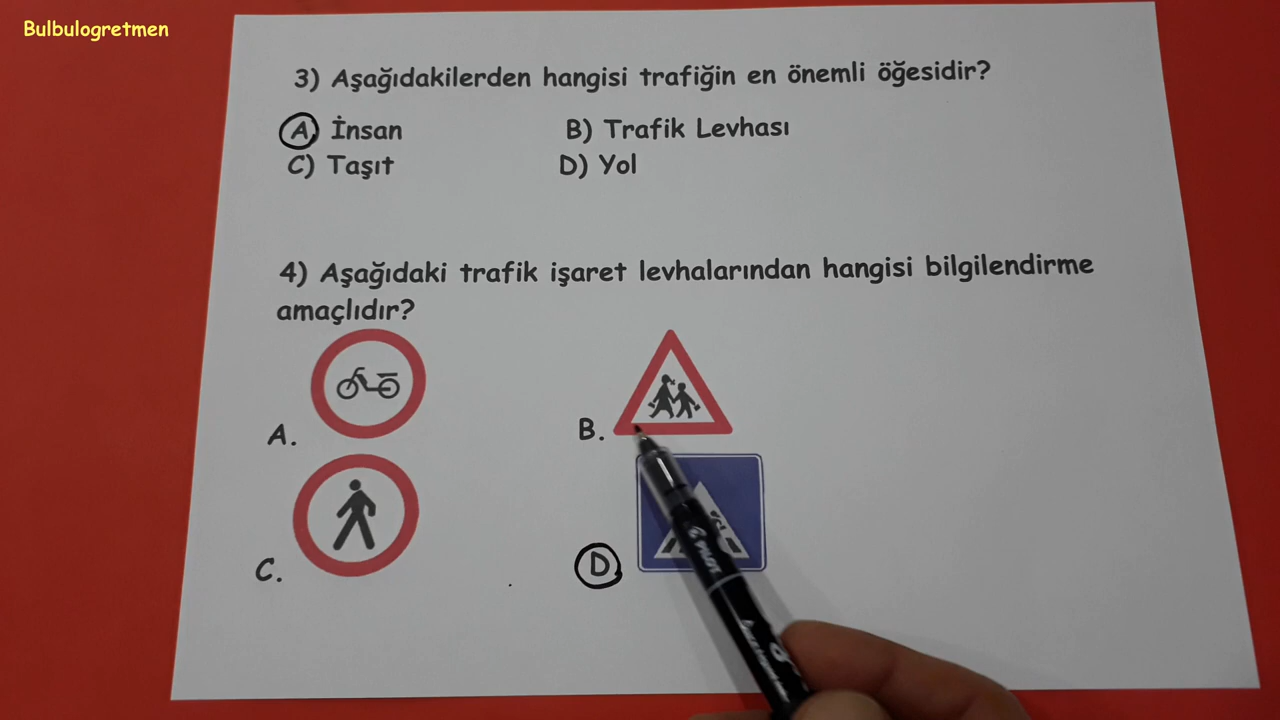 Bulbulogretmen
3) Aşağıdakilerden hangisi trafiğin en önemli öğesidir?
A) İnsan B) Trafik Levhası
C) Taşıt D) Yol
4) Aşağıdaki trafik işaret levhalarından hangisi bilgilendirme
amaçlıdır?
A. B.
C. D.
PILOT